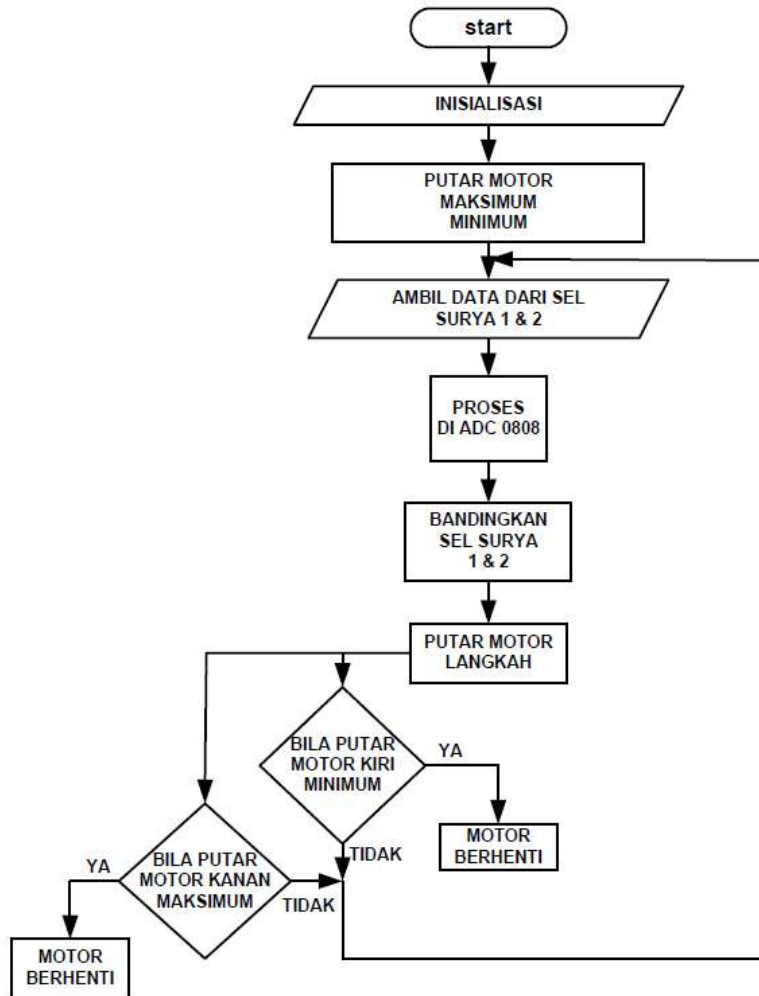 start
INISIALISASI
PUTAR MOTOR
MAKSIMUM
MINIMUM
AMBIL DATA DARI SEL
SURYA 1 & 2
PROSES
DI ADC 0808
BANDINGKAN
SEL SURYA
1 & 2
PUTAR MOTOR
LANGKAH
BILA PUTAR
MOTOR KIRI
MINIMUM
YA
MOTOR
BERHENTI
TIDAK
BILA PUTAR
MOTOR KANAN
MAKSIMUM
YA
TIDAK
MOTOR
BERHENTI